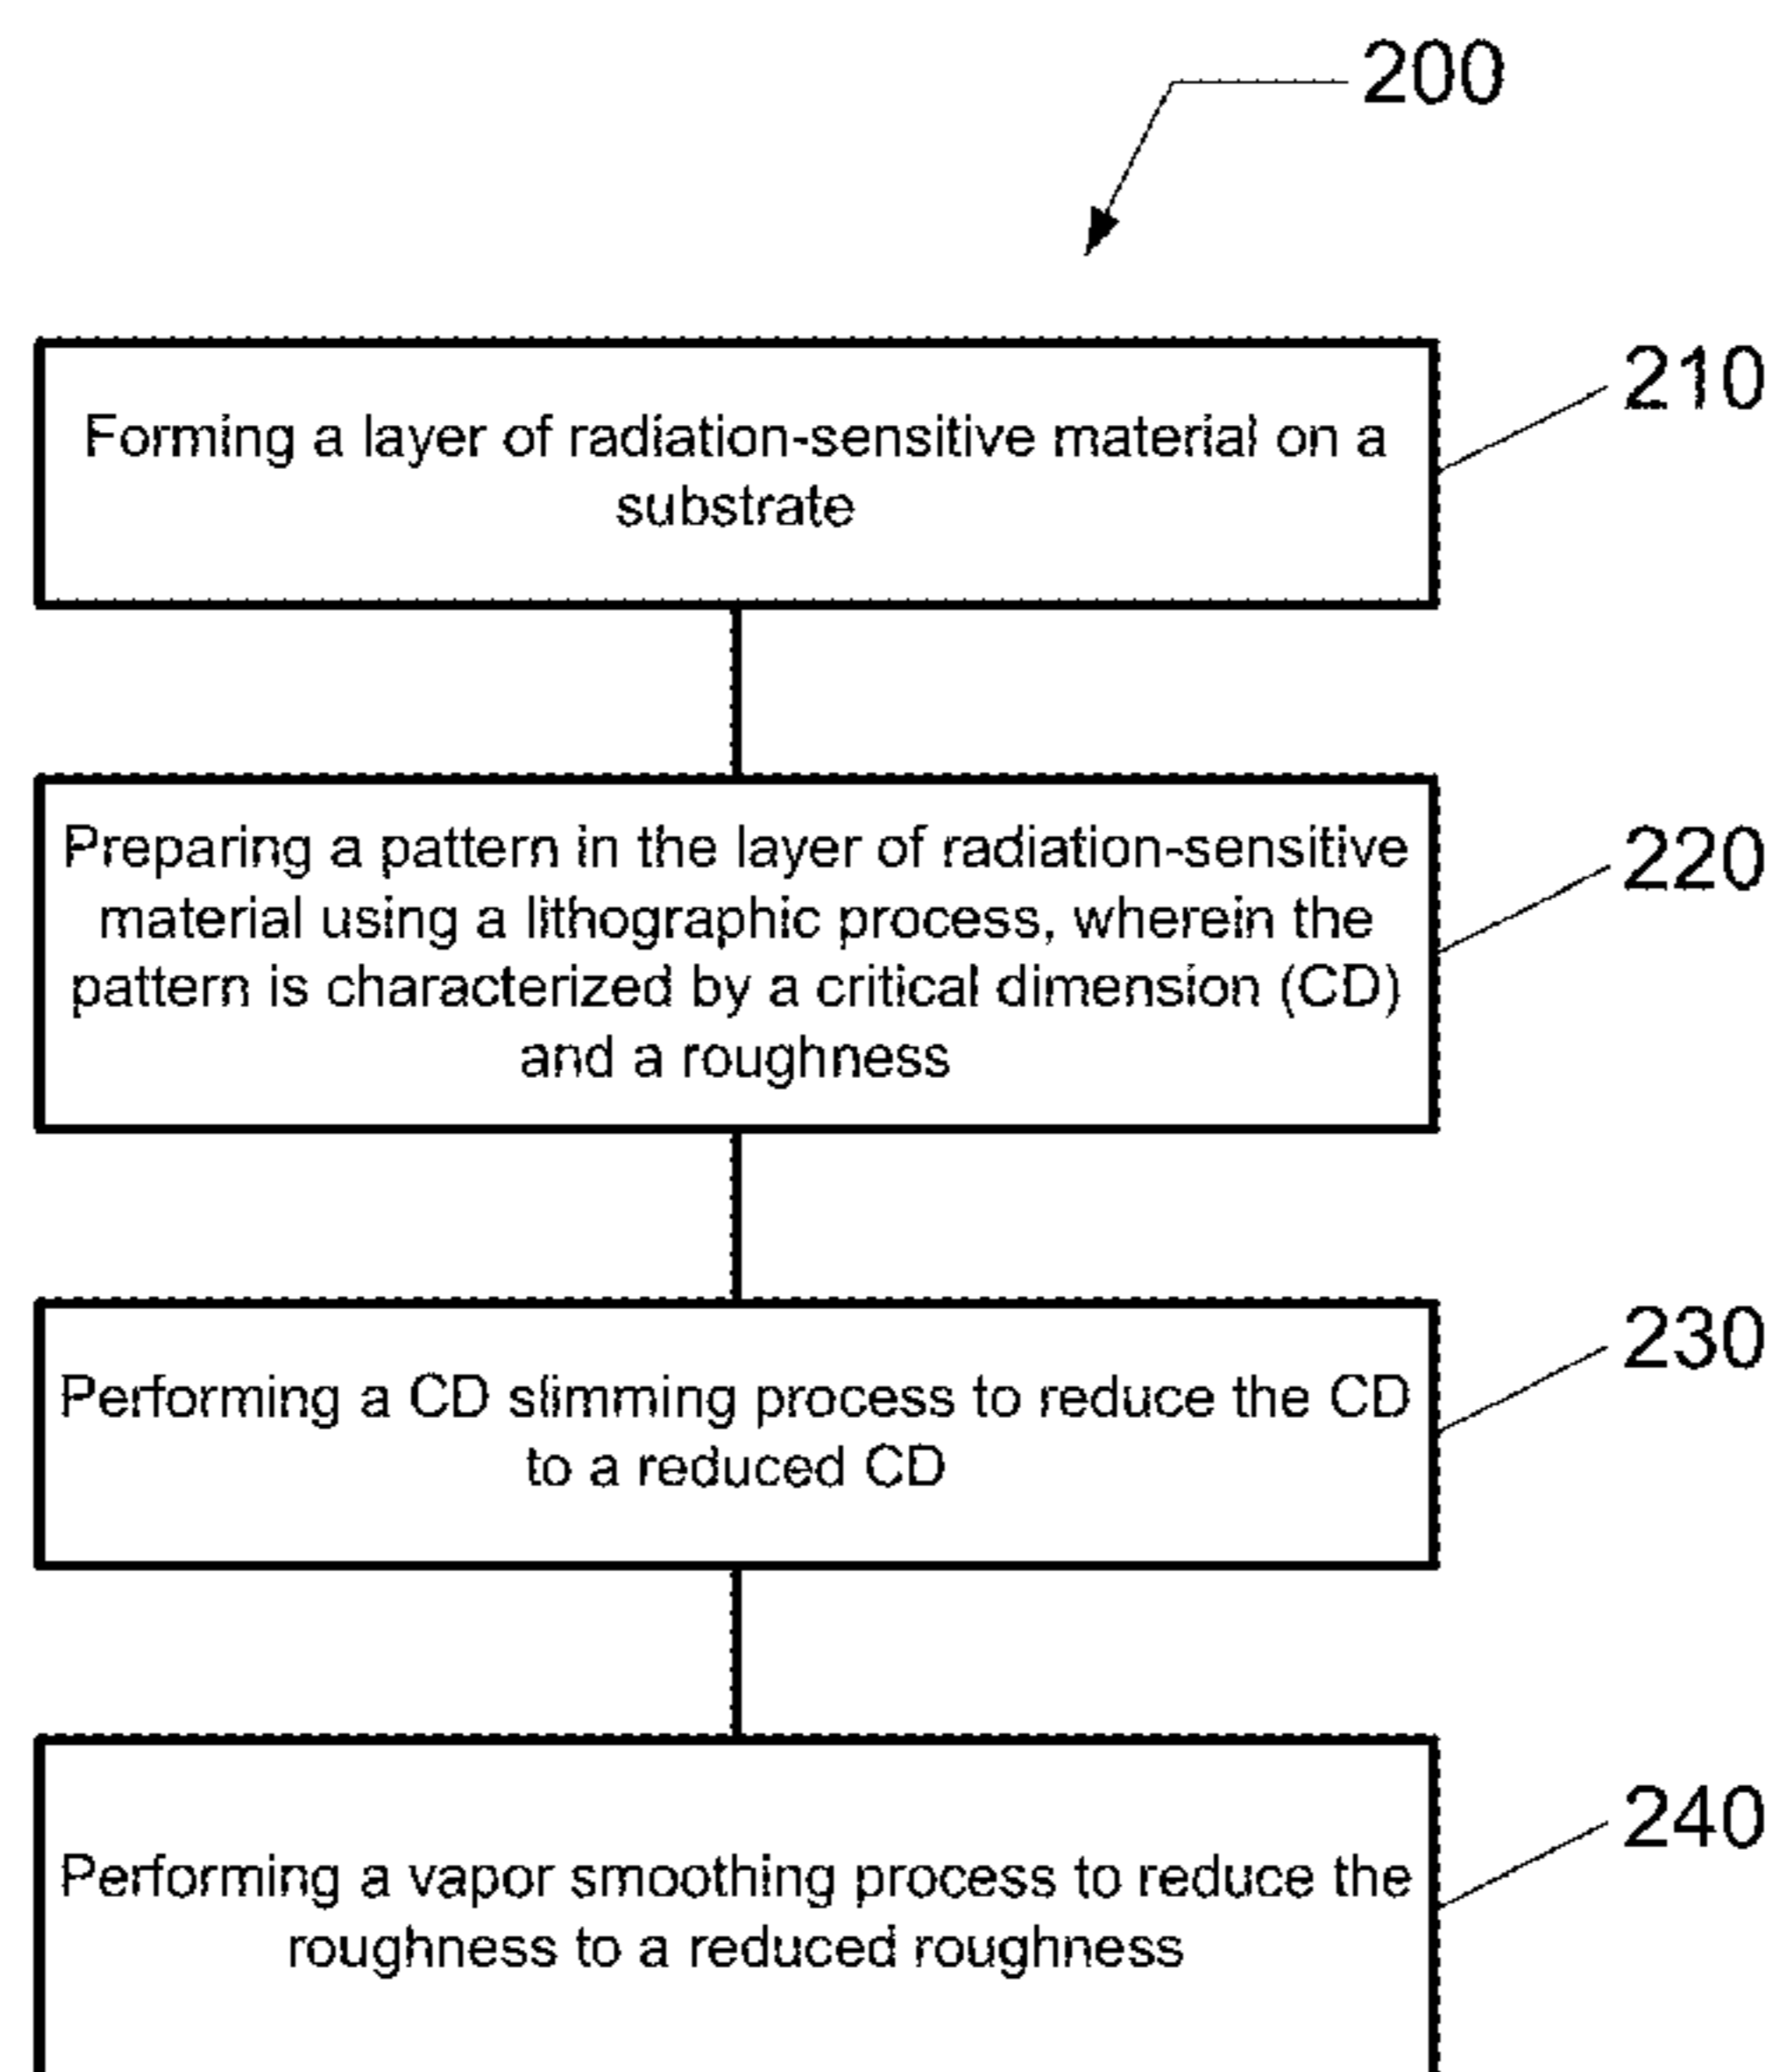 200
Forming a layer of radiation-sensitive material on a
substrate
210
Preparing a pattern in the layer of radiation-sensitive
material using a lithographic process, wherein the
pattern is characterized by a critical dimension (CD)
and a roughness
220
Performing a CD slimming process to reduce the CD
to a reduced CD
230
Performing a vapor smoothing process to reduce the
roughness to a reduced roughness
240